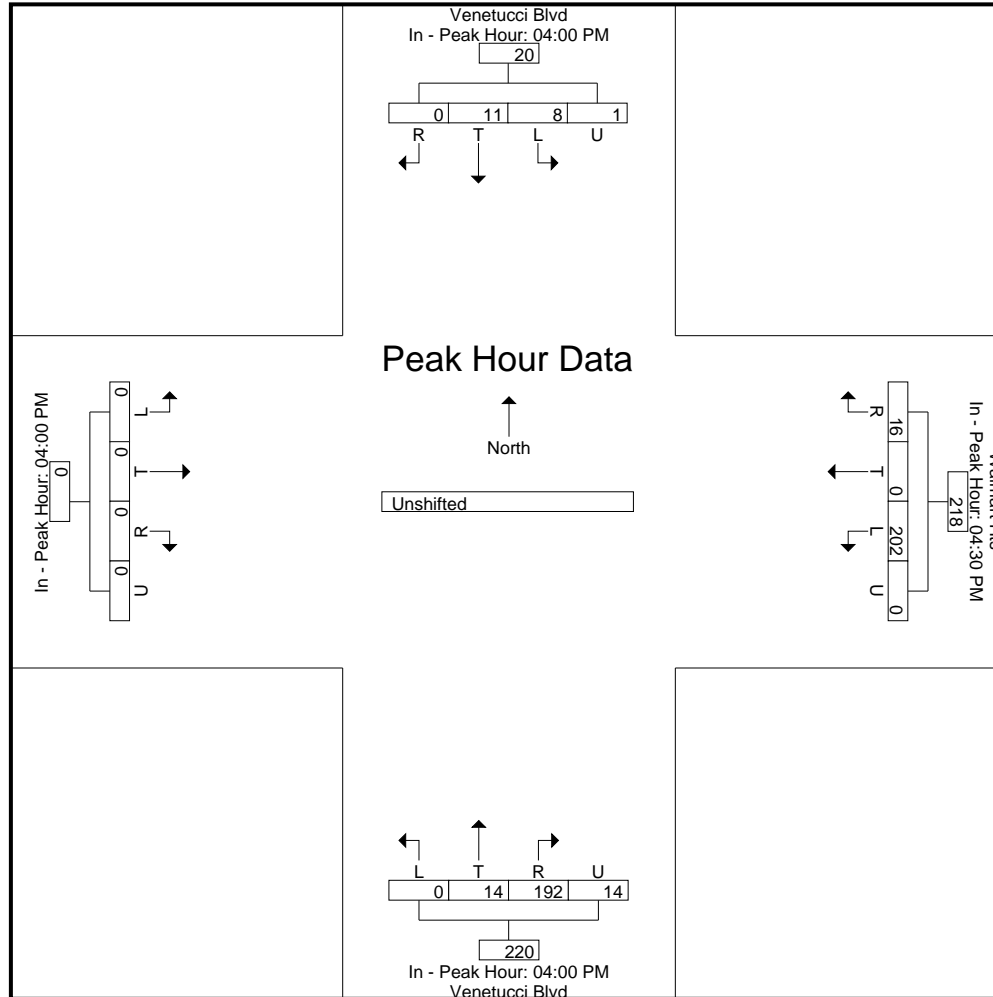 Venetucci Blvd
In - Peak Hour: 04:00 PM
20
0 11 8 1
R T L U
Peak Hour Data
North
Unshifted
In - Peak Hour: 04:00 PM
0
0 0 0 0
L T R U
In - Peak Hour: 04:30 PM
218
16 0 202 0
R T L U
L T R U
0 14 192 14
220
In - Peak Hour: 04:00 PM
Venetucci Blvd